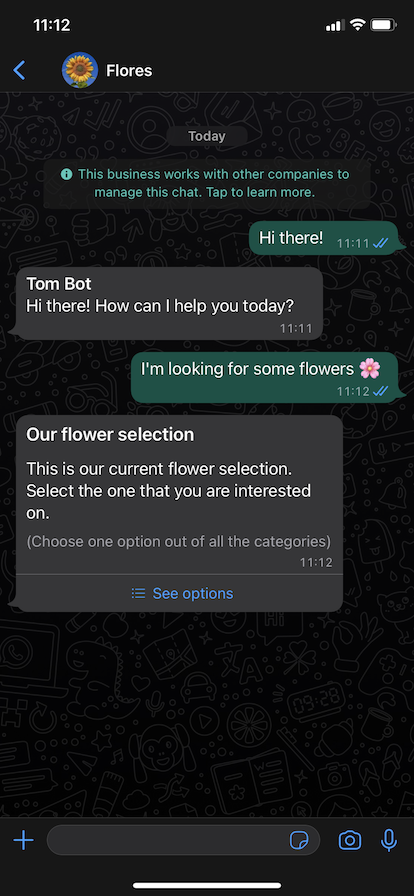 11:12
Flores
Today
This business works with other companies to
manage this chat. Tap to learn more.
Hi there!
11:11
Tom Bot
Hi there! How can I help you today?
11:11
I'm looking for some flowers 🌸
11:12
Our flower selection
This is our current flower selection.
Select the one that you are interested
on.
(Choose one option out of all the categories)
11:12
See options
09:28